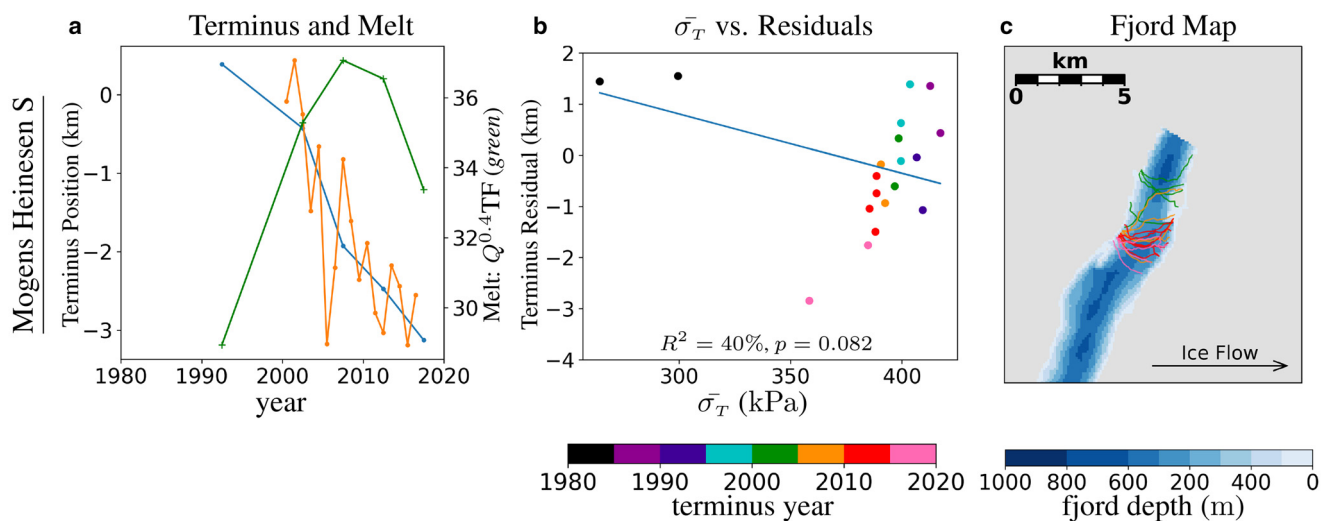 a
Terminus and Melt
Mogens Heinesen S
Terminus Position (km)
0
−1
−2
−3
36
34
32
30
Melt: Q^0.4TF (green)
1980 1990 2000 2010 2020
year
b
σ̄_T vs. Residuals
Terminus Residual (km)
2
1
0
−1
−2
−3
−4
R² = 40%, p = 0.082
300 350 400
σ̄_T (kPa)
1980 1990 2000 2010 2020
terminus year
c
Fjord Map
km
0 5
Ice Flow
1000 800 600 400 200 0
fjord depth (m)